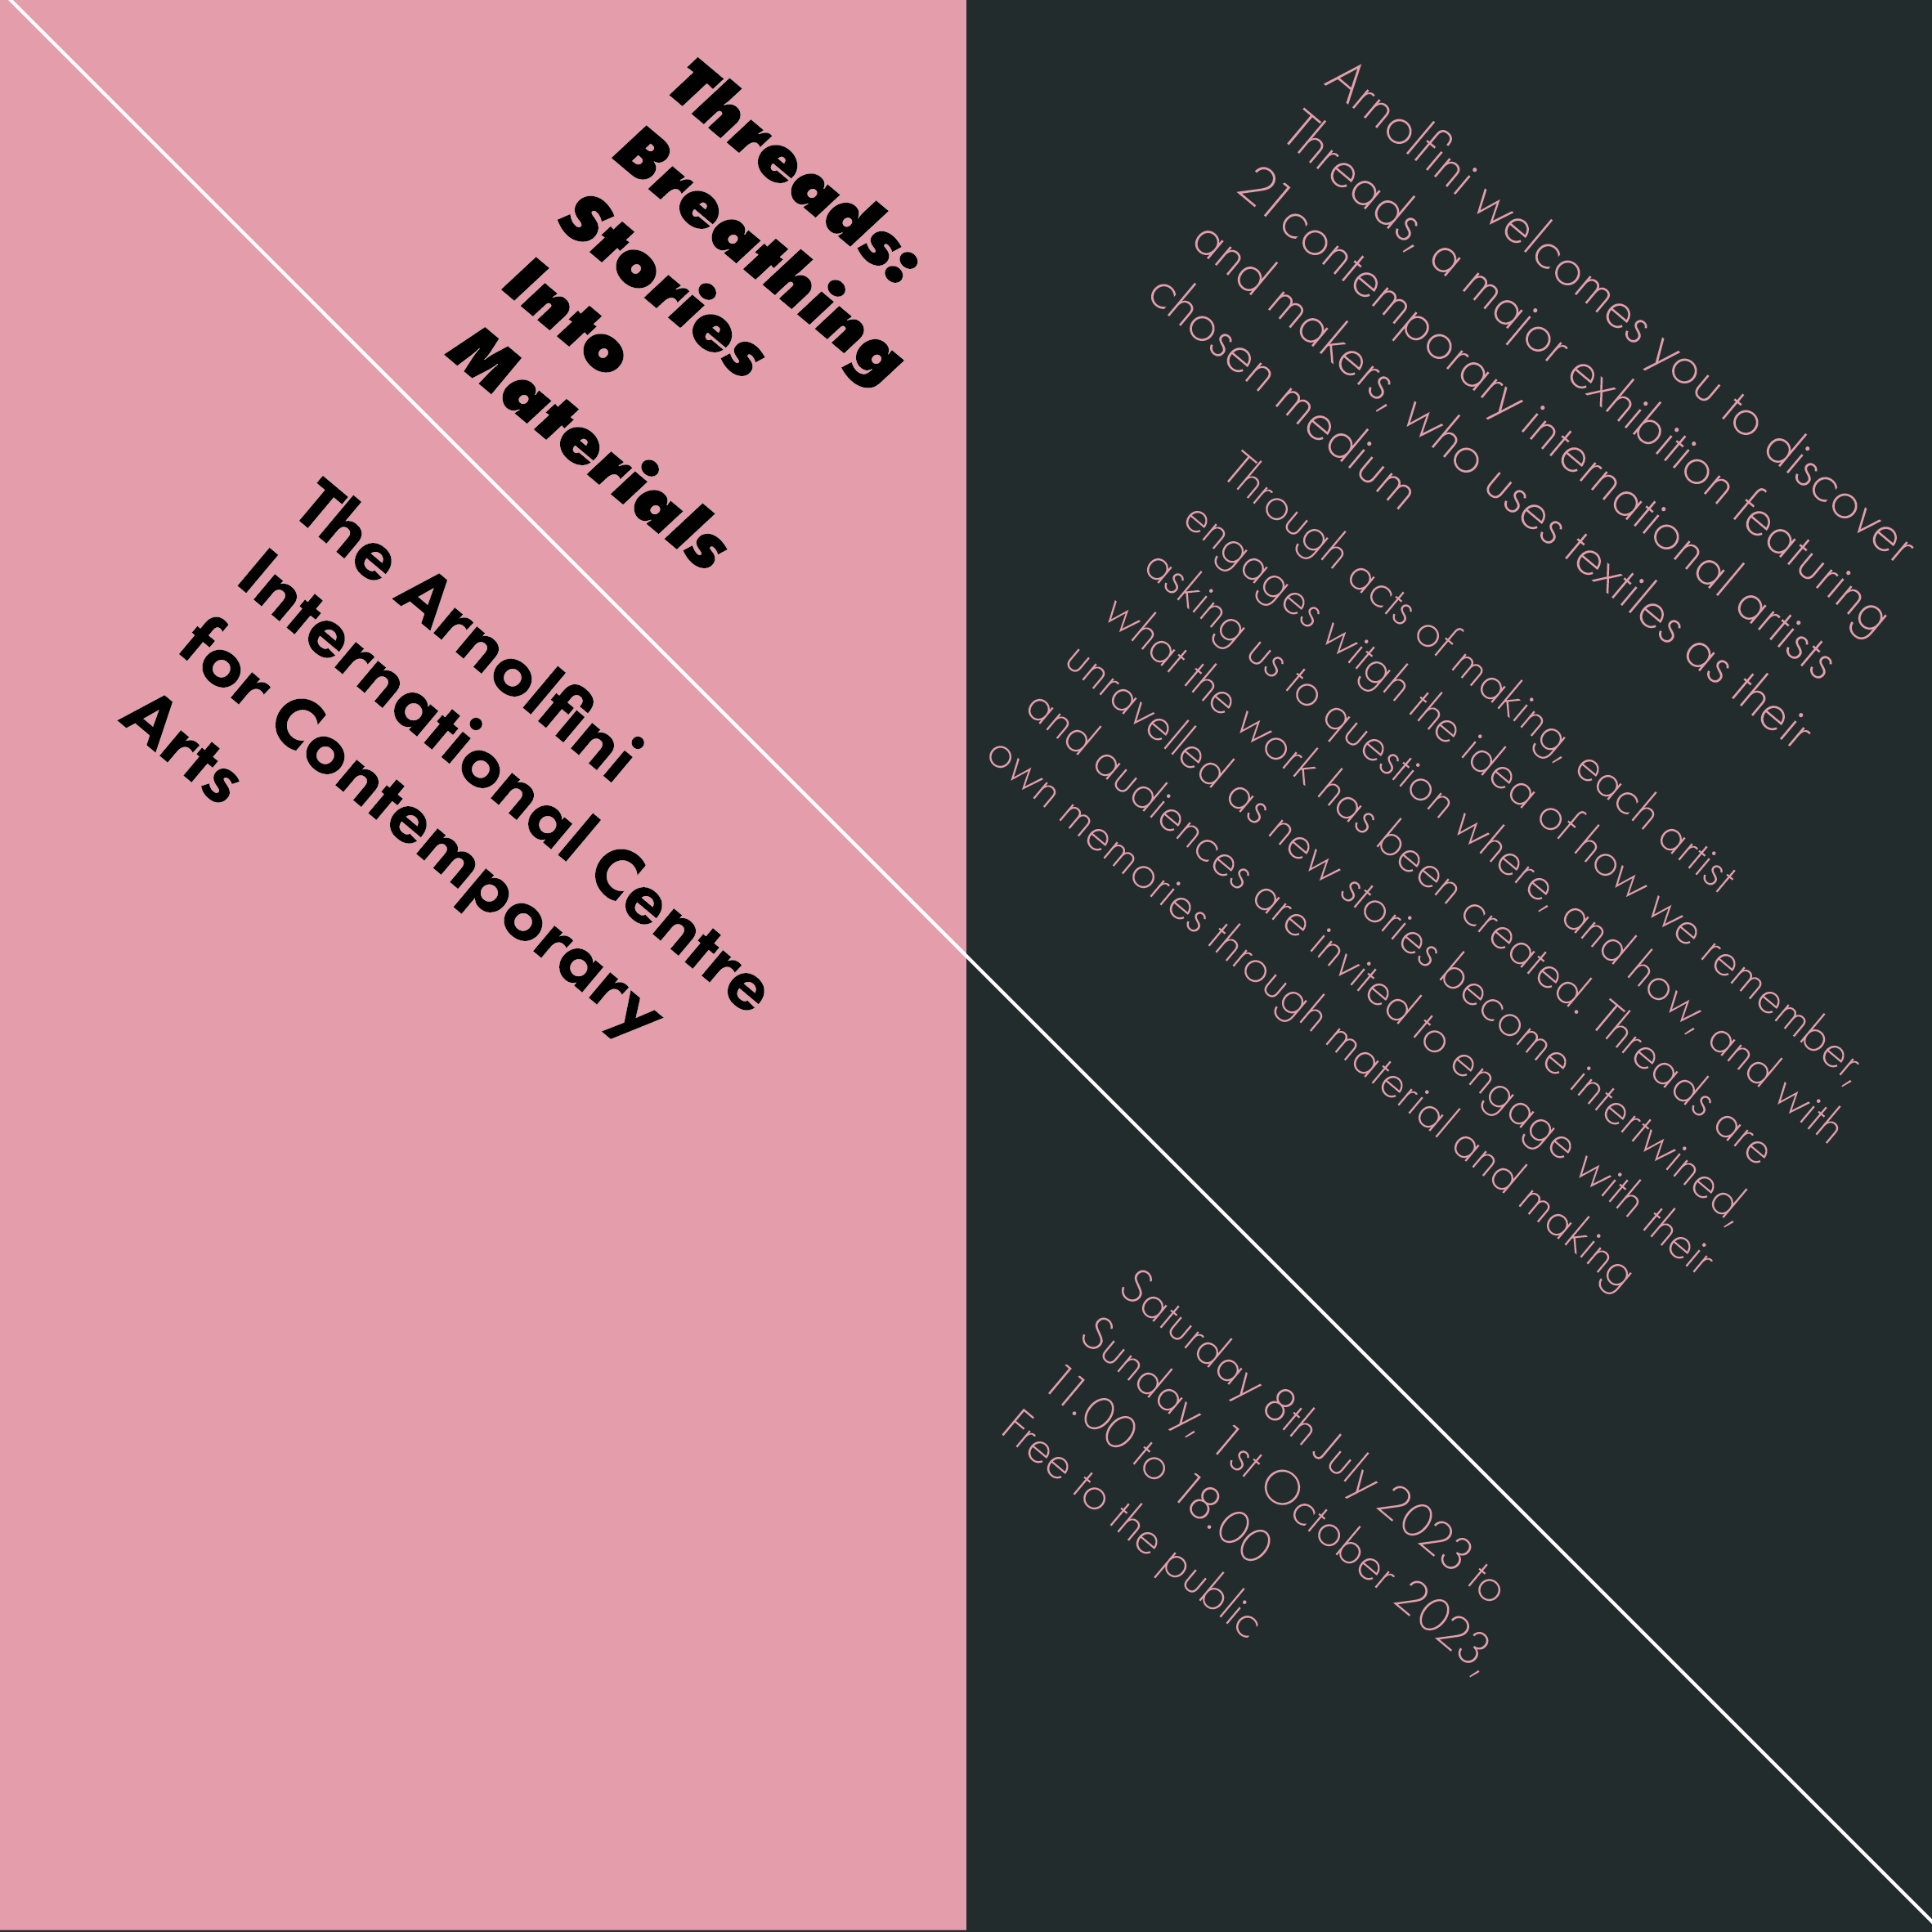 Threads:
Breathing
Stories
Into
Materials
The Arnolfini
International Centre
for Contemporary
Arts
Arnolfini welcomes you to discover
Threads, a major exhibition featuring
21 contemporary international artists
and makers, who uses textiles as their
chosen medium
Through acts of making, each artist
engages with the idea of how we remember,
asking us to question where, and how, and with
what the work has been created. Threads are
unravelled as new stories become intertwined,
and audiences are invited to engage with their
own memories through material and making
Saturday 8th July 2023 to
Sunday, 1st October 2023,
11.00 to 18.00
Free to the public